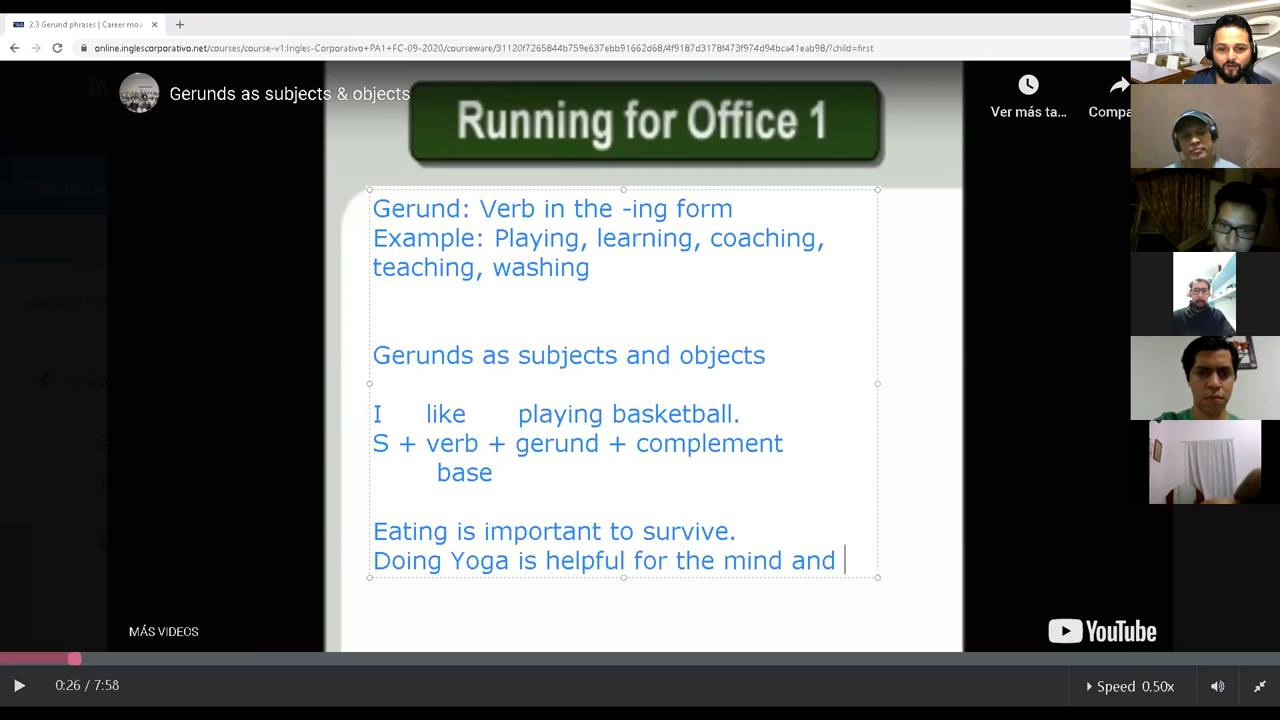 2.3 Gerund phrases | Career mov
online.inglescorporativo.net/courses/course-v1:Ingles-Corporativo+PA1+FC-09-2020/courseware/31120f7265844b759e637ebb91662d68/4f9187d3178f473f974d94bca41eab98/?child=first
Gerunds as subjects & objects
Running for Office 1
Ver más ta...
Compa
Gerund: Verb in the -ing form
Example: Playing, learning, coaching,
teaching, washing
Gerunds as subjects and objects
I like playing basketball.
S + verb + gerund + complement
base
Eating is important to survive.
Doing Yoga is helpful for the mind and
Previo
MÁS VIDEOS
YouTube
0:26 / 7:58
Speed 0.50x